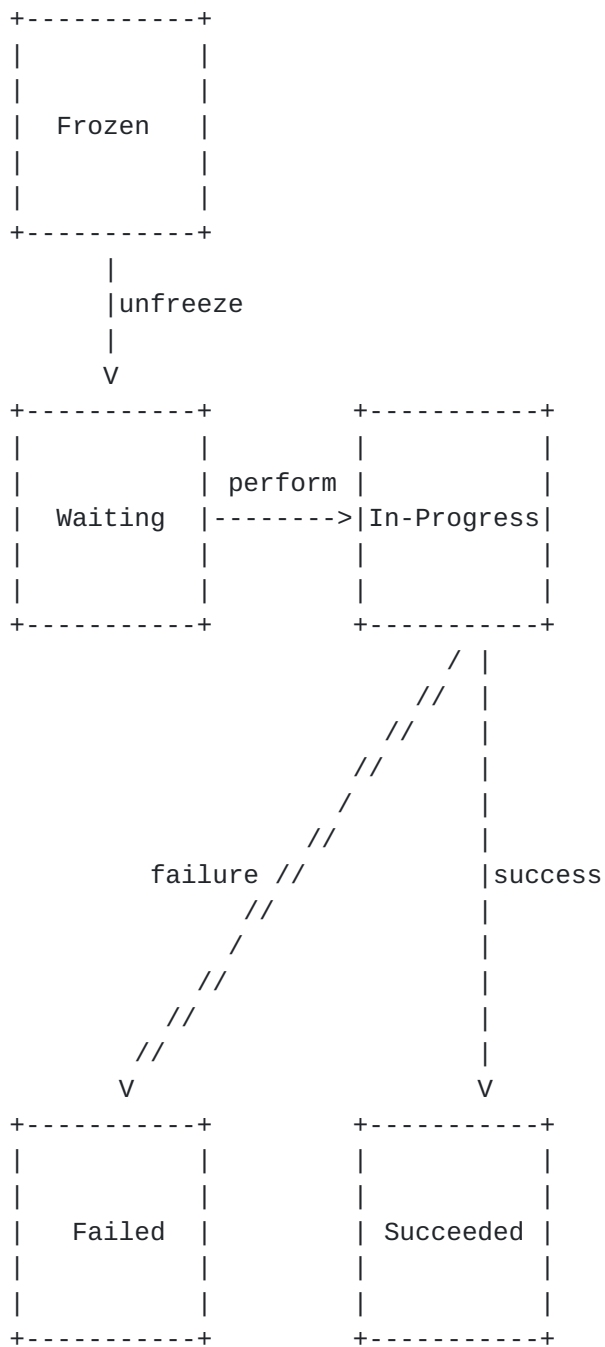 Frozen
unfreeze
perform
Waiting
In-Progress
failure
success
Failed
Succeeded